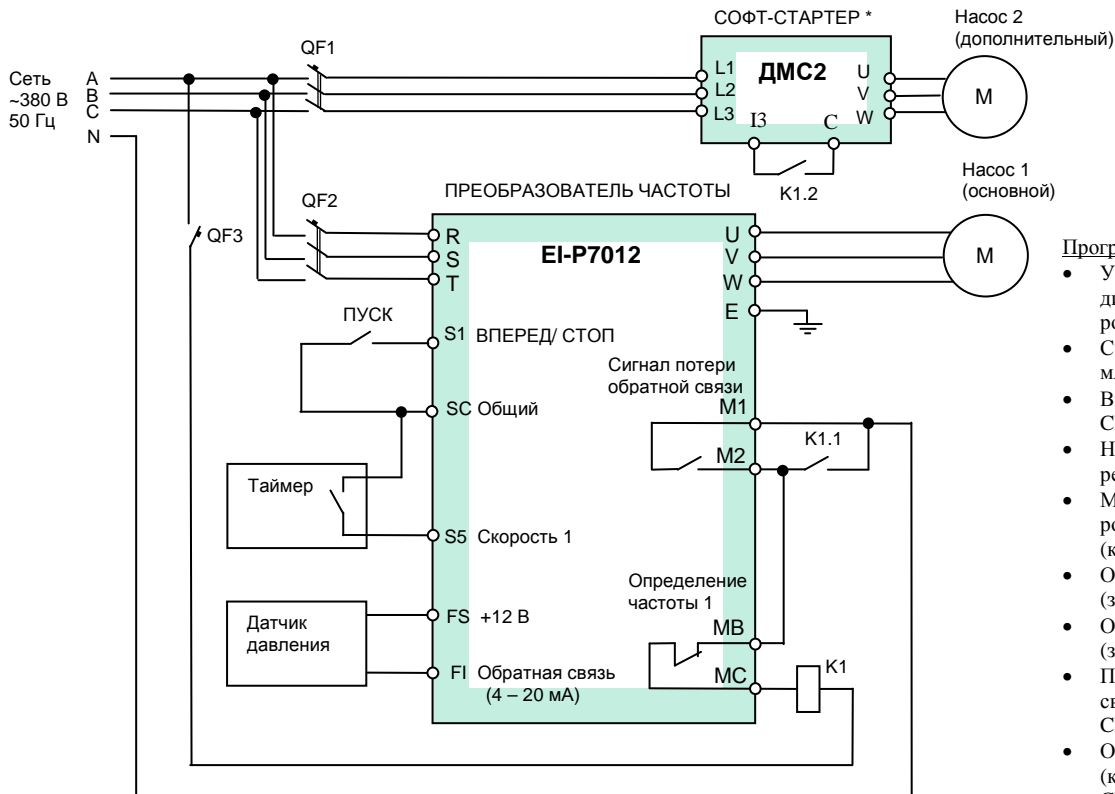 СОФТ-СТАРТЕР *
Насос 2
(дополнительный)
QF1
Сеть
~380 В
50 Гц
A
B
C
N
L1
L2
L3
ДМС2
U
V
W
I3
C
M
K1.2
Насос 1
(основной)
ПРЕОБРАЗОВАТЕЛЬ ЧАСТОТЫ
QF2
QF3
R
S
T
EI-P7012
U
V
W
E
M
ПУСК
S1 ВПЕРЕД/ СТОП
SC Общий
Сигнал потери
обратной связи
M1
K1.1
M2
Таймер
S5 Скорость 1
Определение
частоты 1
MB
Датчик
давления
FS +12 В
FI Обратная связь
(4 – 20 мА)
MC
K1